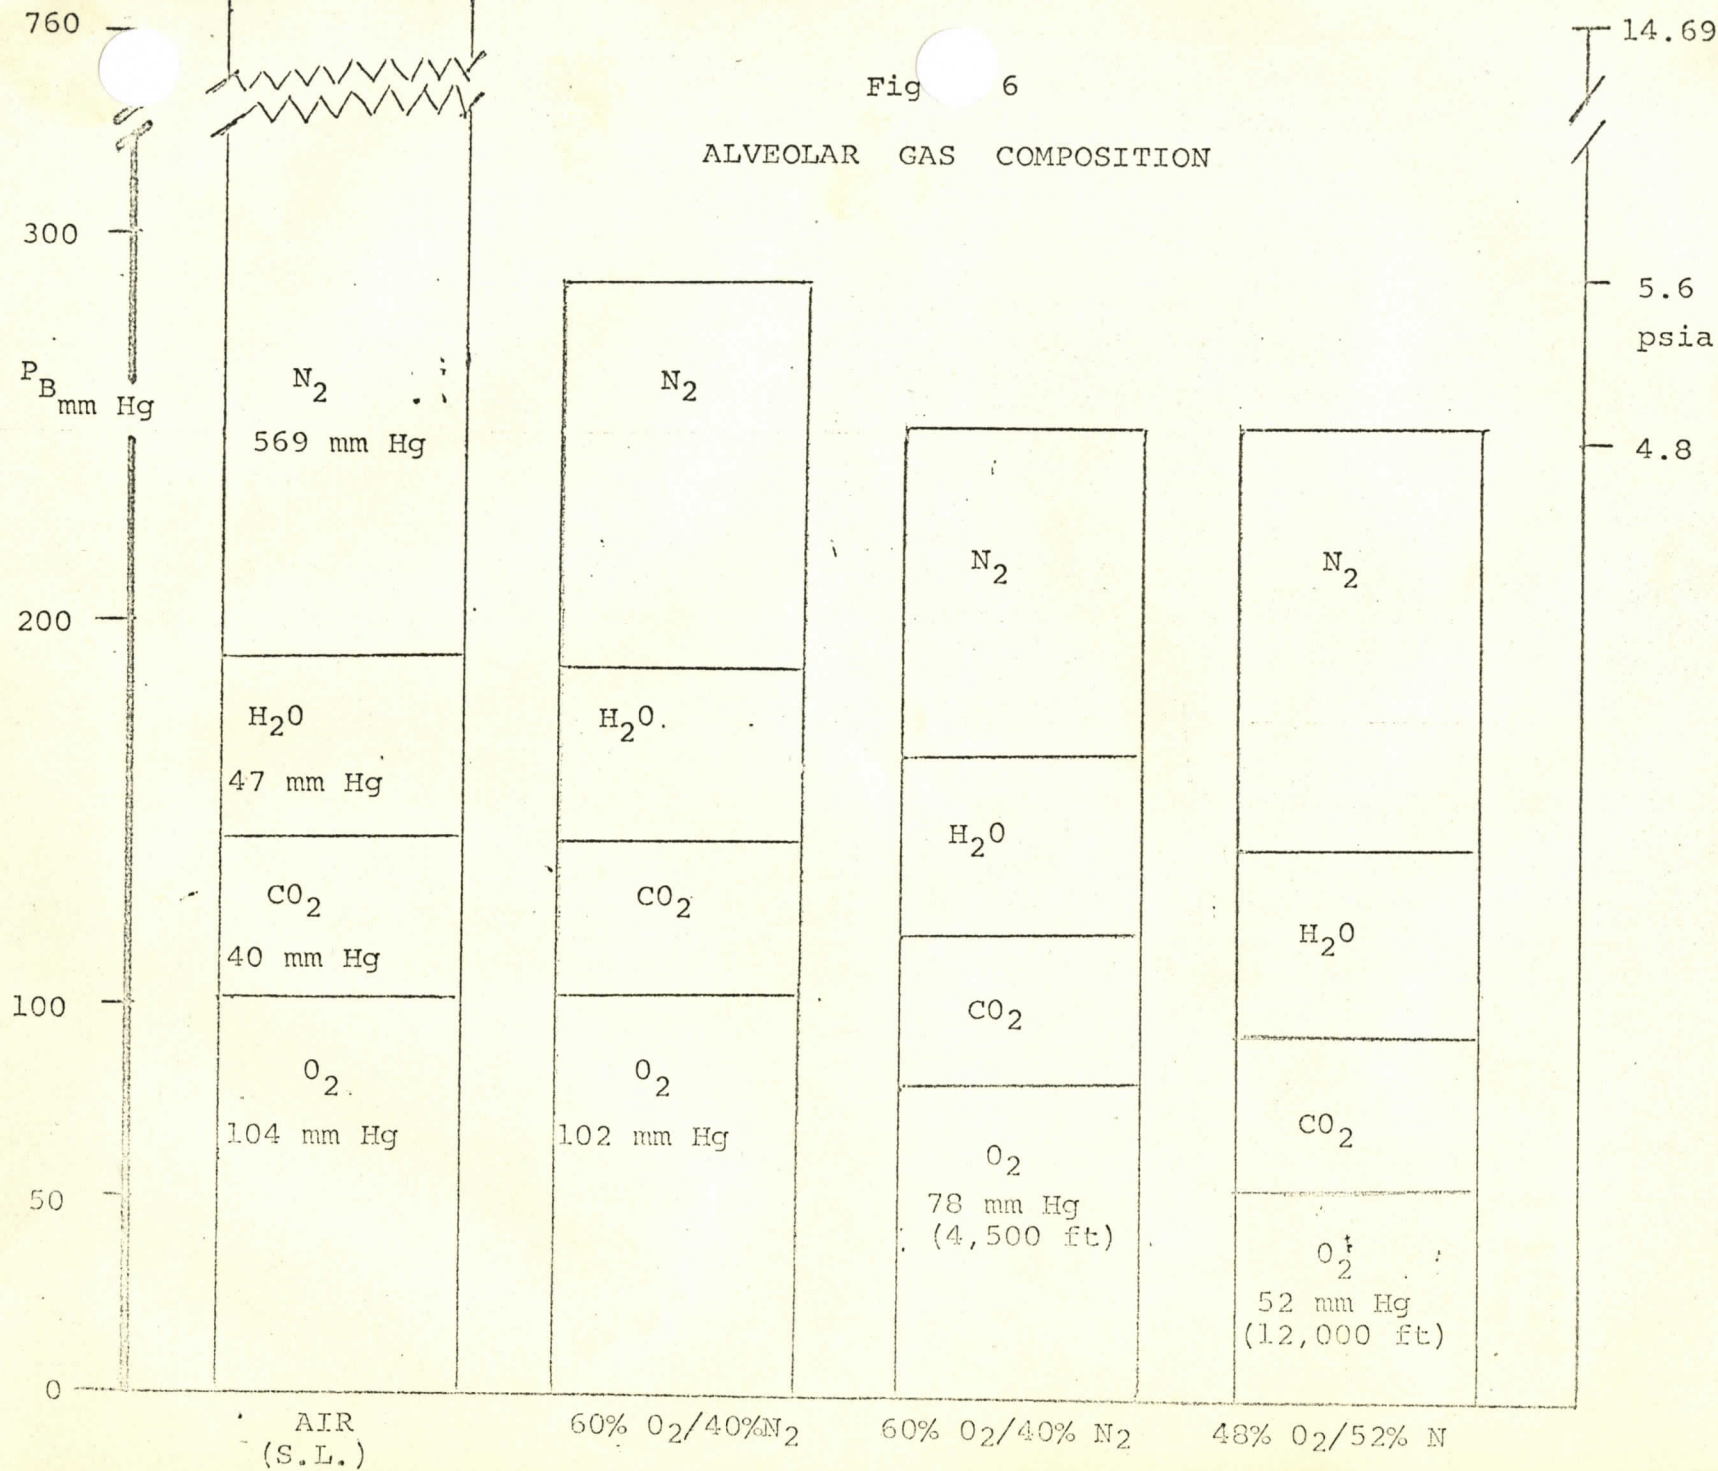 Fig 6
ALVEOLAR GAS COMPOSITION
760
300
P_B mm Hg
200
100
50
0
14.69
5.6
psia
4.8
N₂
569 mm Hg
H₂O
47 mm Hg
CO₂
40 mm Hg
O₂
104 mm Hg
AIR
(S.L.)
N₂
H₂O
CO₂
O₂
102 mm Hg
60% O₂/40%N₂
N₂
H₂O
CO₂
O₂
78 mm Hg
(4,500 ft)
60% O₂/40% N₂
N₂
H₂O
CO₂
O₂
52 mm Hg
(12,000 ft)
48% O₂/52% N